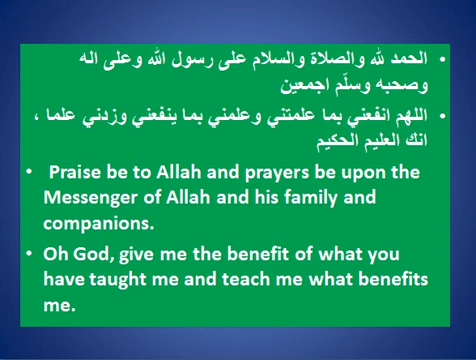 • الحمد لله والصلاة والسلام على رسول الله وعلى اله
وصحبه وسلّم اجمعين
• اللهم انفعني بما علمتني وعلمني بما ينفعني وزدني علما ،
انك العليم الحكيم
• Praise be to Allah and prayers be upon the
Messenger of Allah and his family and
companions.
• Oh God, give me the benefit of what you
have taught me and teach me what benefits
me.